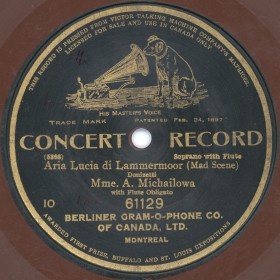 THIS RECORD IS PRESSED FROM VICTOR TALKING MACHINE COMPANY'S MATRICES.
LICENSED FOR SALE AND USE IN CANADA ONLY
HIS MASTER'S VOICE
TRADE MARK PATENTED FEB. 24, 1897.
CONCERT RECORD
Soprano with Flute
Aria Lucia di Lammermoor (Mad Scene)
Donizetti
Mme. A. Michailowa
with Flute Obligato
10 61129
BERLINER GRAM-O-PHONE CO.
OF CANADA, LTD.
MONTREAL
AWARDED FIRST PRIZE, BUFFALO AND ST. LOUIS EXPOSITIONS